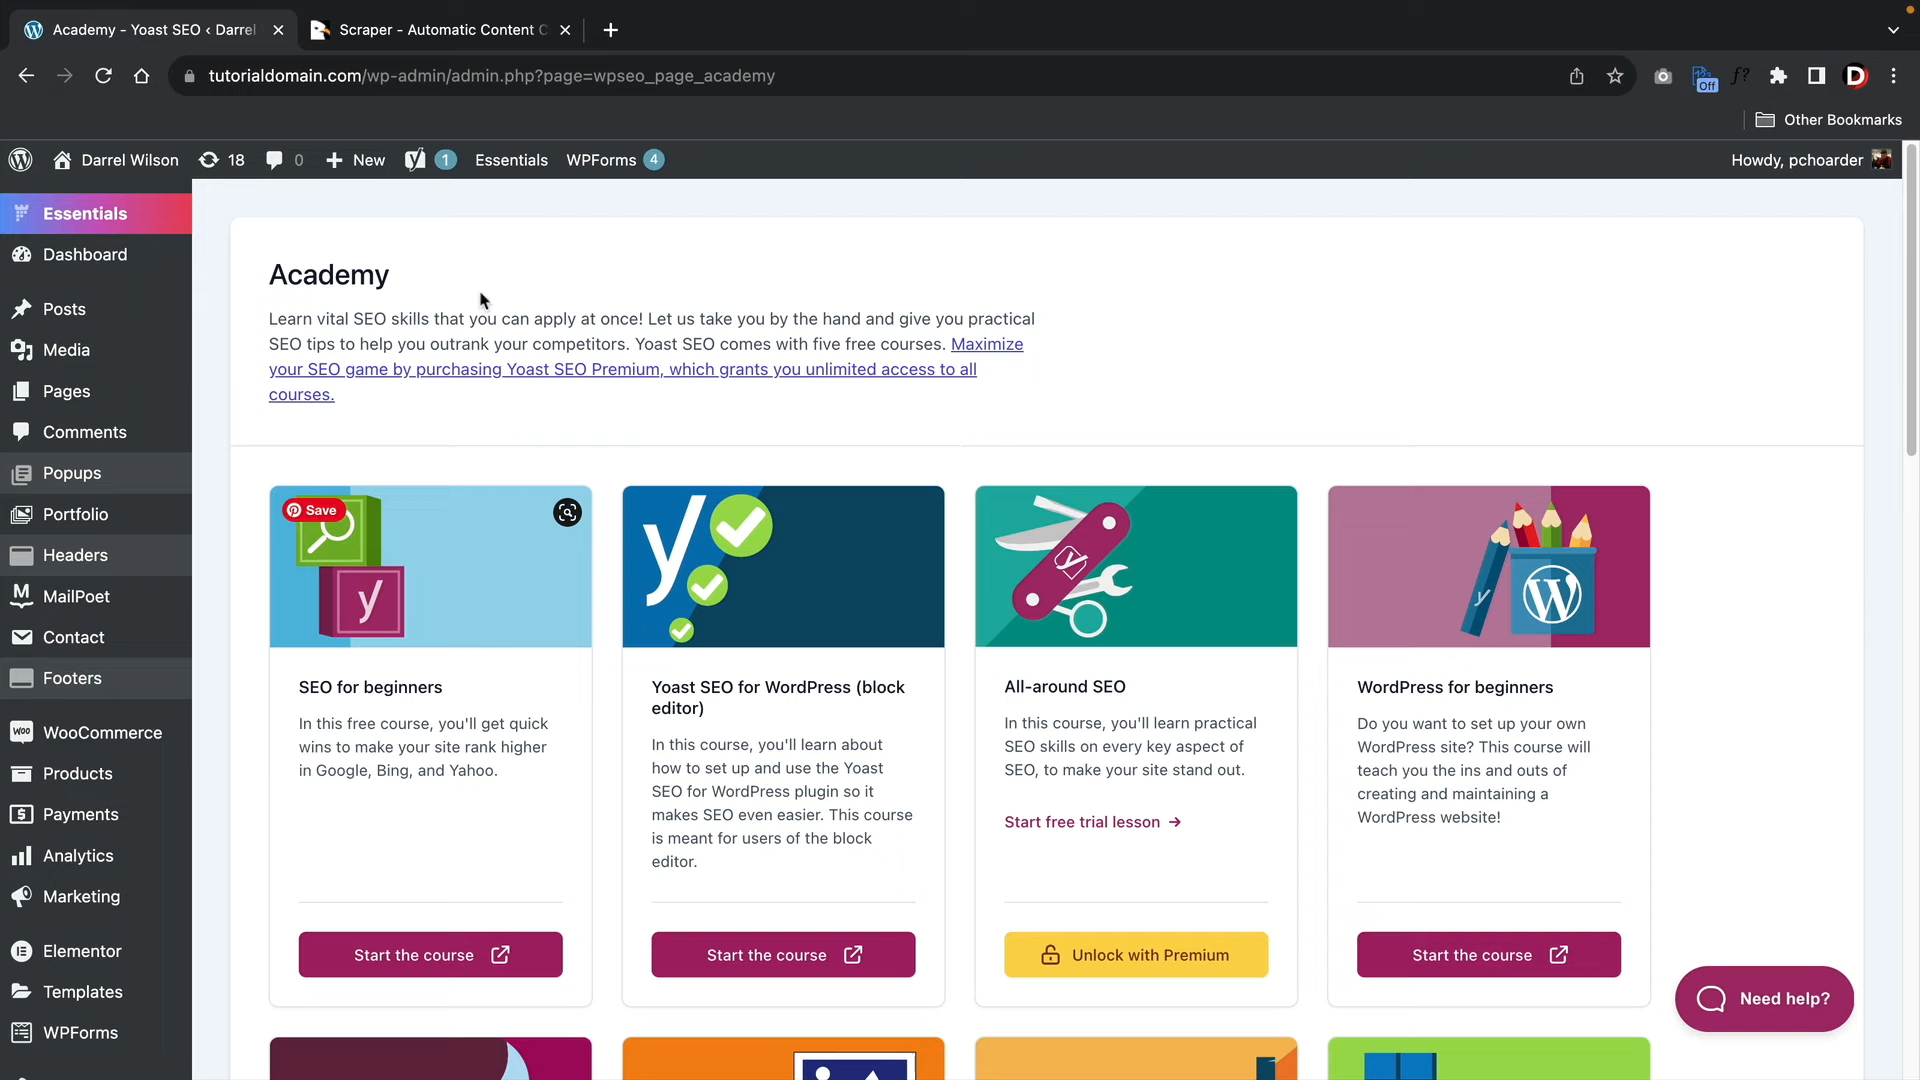 Academy - Yoast SEO ‹ Darrel
Scraper - Automatic Content C
tutorialdomain.com/wp-admin/admin.php?page=wpseo_page_academy
Off
f?
D
Other Bookmarks
Darrel Wilson
18
0
New
1
Essentials
WPForms
4
Howdy, pchoarder
Essentials
Dashboard
Posts
Media
Pages
Comments
Popups
Portfolio
Headers
MailPoet
Contact
Footers
WooCommerce
Products
Payments
Analytics
Marketing
Elementor
Templates
WPForms
Academy
Learn vital SEO skills that you can apply at once! Let us take you by the hand and give you practical
SEO tips to help you outrank your competitors. Yoast SEO comes with five free courses. Maximize
your SEO game by purchasing Yoast SEO Premium, which grants you unlimited access to all
courses.
Save
y
y
y
W
y
SEO for beginners
In this free course, you'll get quick
wins to make your site rank higher
in Google, Bing, and Yahoo.
Start the course
Yoast SEO for WordPress (block
editor)
In this course, you'll learn about
how to set up and use the Yoast
SEO for WordPress plugin so it
makes SEO even easier. This course
is meant for users of the block
editor.
Start the course
All-around SEO
In this course, you'll learn practical
SEO skills on every key aspect of
SEO, to make your site stand out.
Start free trial lesson →
Unlock with Premium
WordPress for beginners
Do you want to set up your own
WordPress site? This course will
teach you the ins and outs of
creating and maintaining a
WordPress website!
Start the course
Need help?